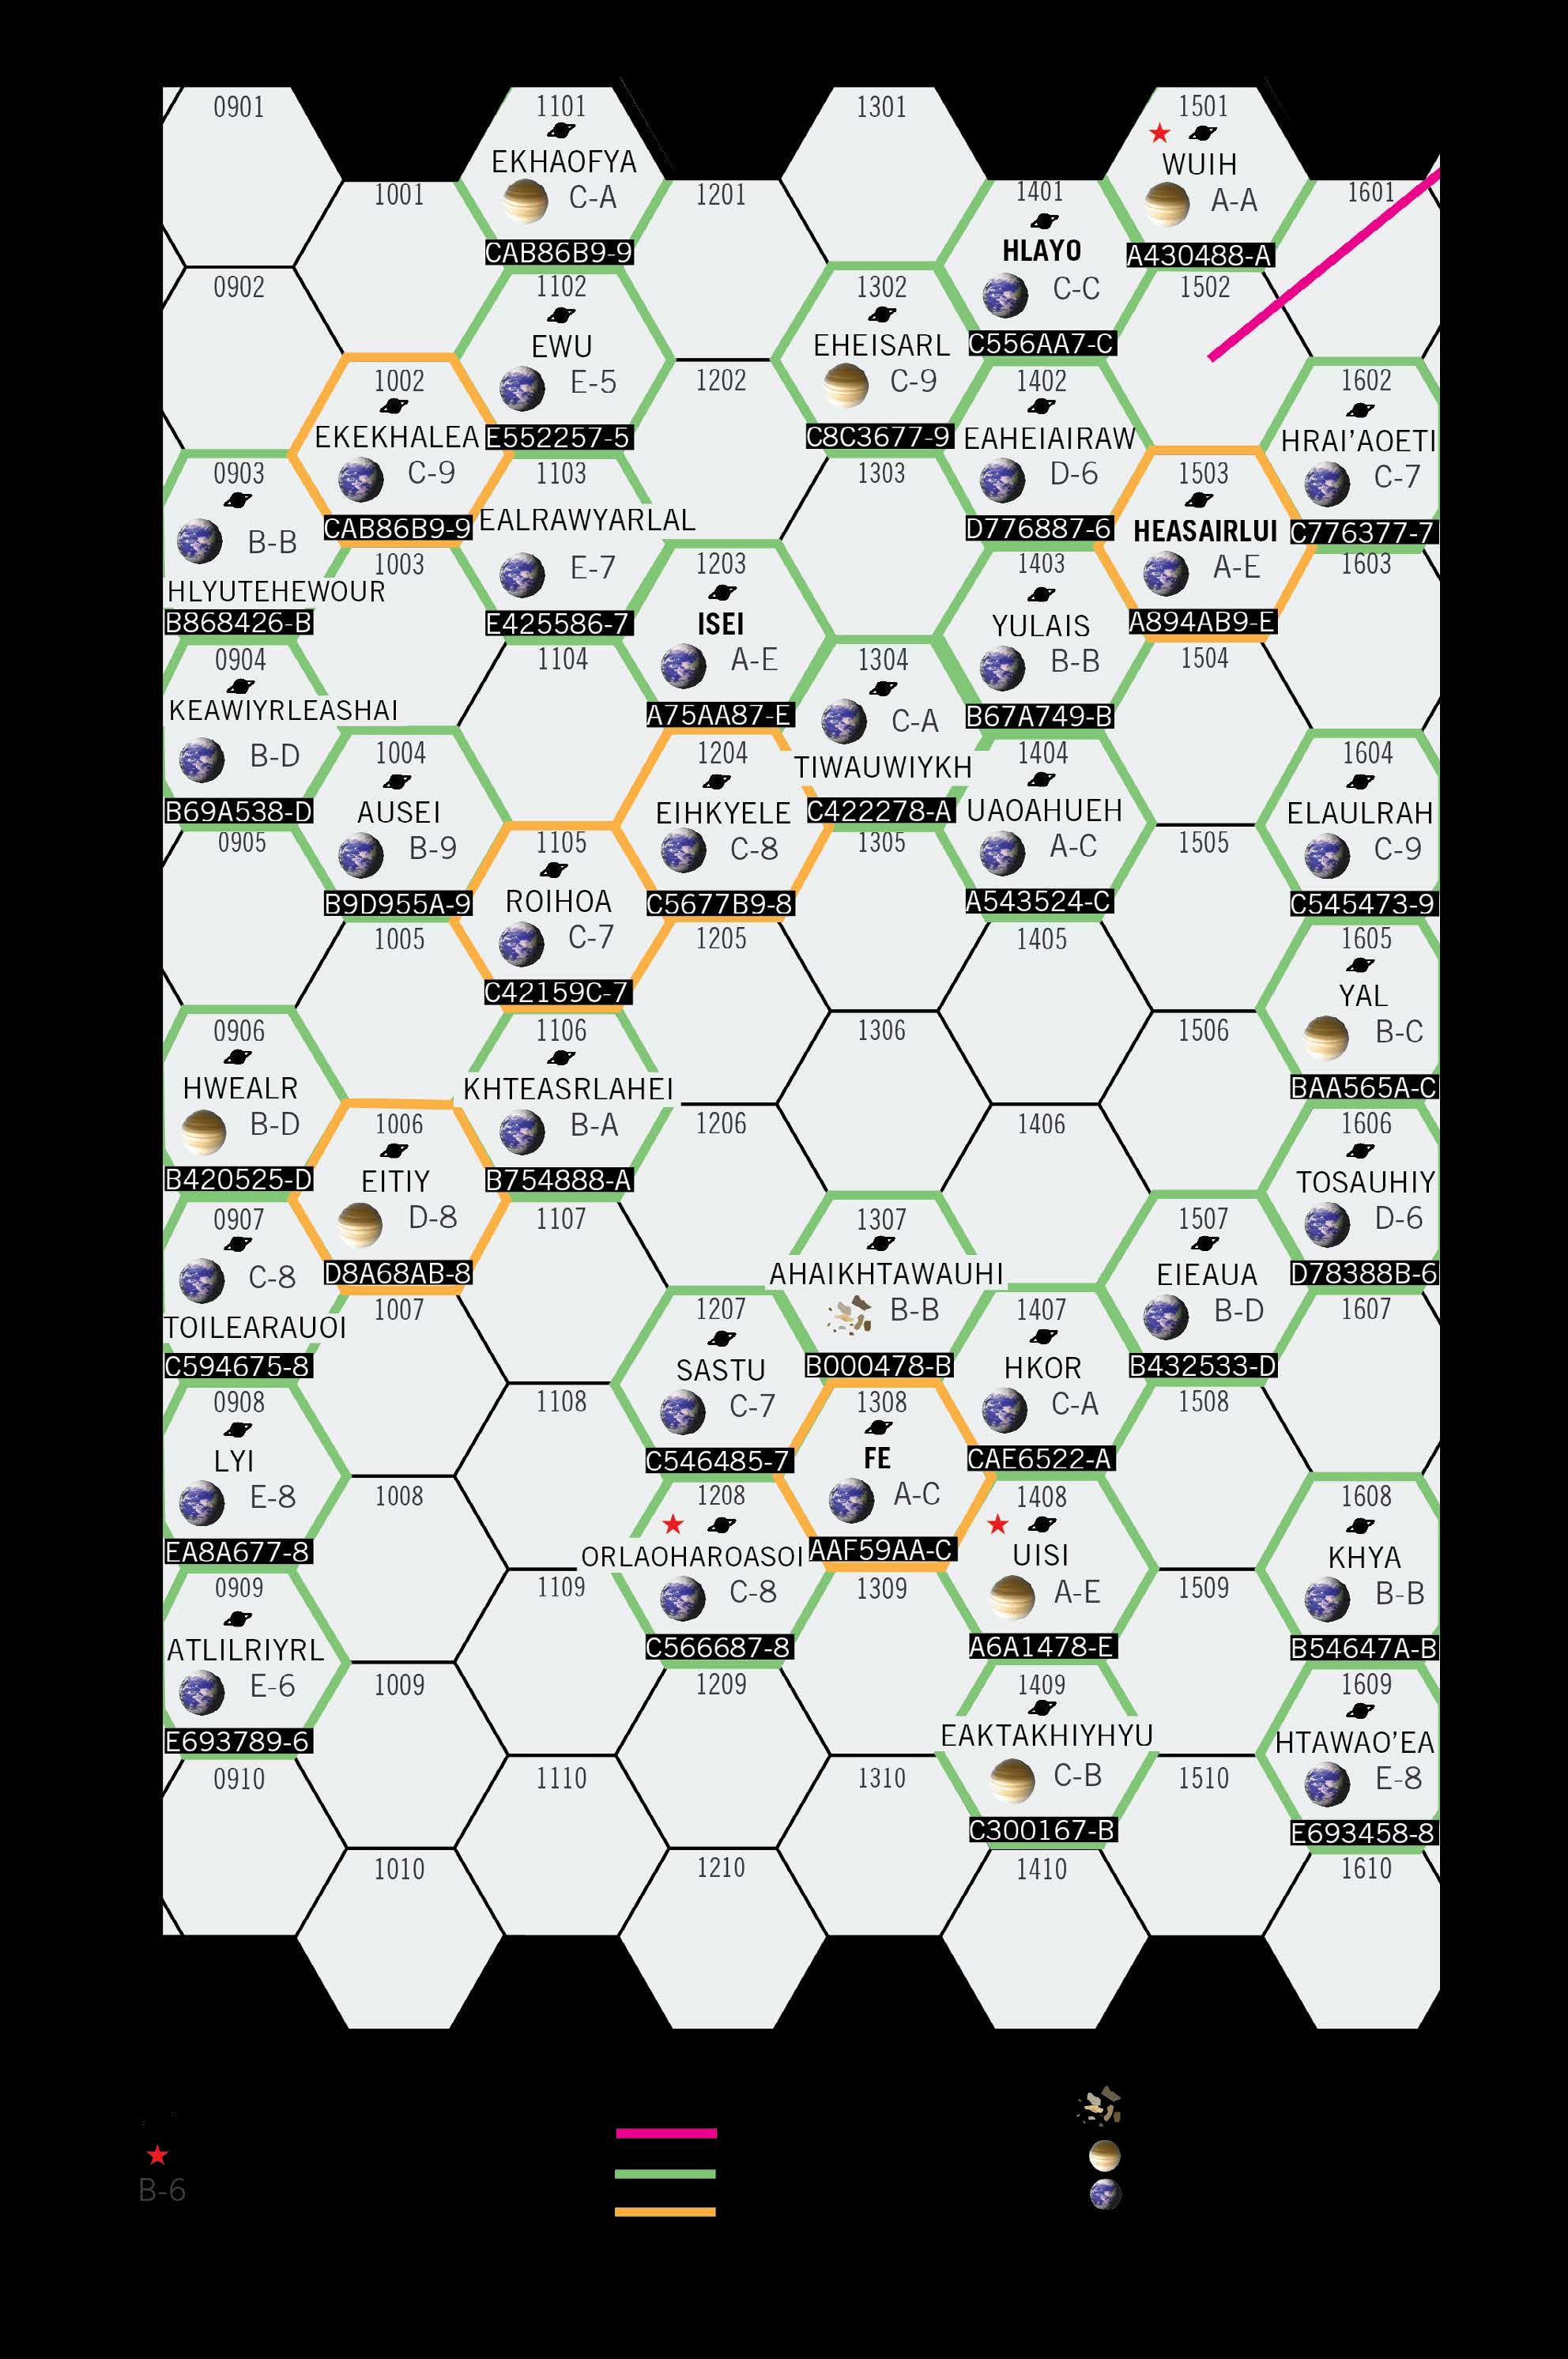 0901
1101
EKHAOFYA
C-A
CAB86B9-9
1301
1501
WUIH
A-A
A430488-A
1001
1201
1401
HLAYO
C-C
C556AA7-C
1601
0902
1102
EWU
E-5
E552257-5
1302
EHEISARL
C-9
C8C3677-9
1502
1002
EKEKHALEA
C-9
CAB86B9-9
1202
1402
EAHEIAIRAW
D-6
D776887-6
1602
HRAI'AOETI
C-7
C776377-7
0903
B-B
HLYUTEHEWOUR
B868426-B
1103
EALRAWYARLAL
E-7
E425586-7
1303
1503
HEASAIRLUI
A-E
A894AB9-E
1003
1203
ISEI
A-E
A75AA87-E
1403
YULAIS
B-B
B67A749-B
1603
0904
KEAWIYRLEASHAI
B-D
B69A538-D
1104
1304
C-A
TIWAUWIYKH
C422278-A
1504
1004
AUSEI
B-9
B9D955A-9
1204
EIHKYELE
C-8
C5677B9-8
1404
UAOAHUEH
A-C
A543524-C
1604
ELAULRAH
C-9
C545473-9
0905
1105
ROIHOA
C-7
C42159C-7
1305
1505
1005
1205
1405
1605
YAL
B-C
BAA565A-C
0906
HWEALR
B-D
B420525-D
1106
KHTEASRLAHEI
B-A
B754888-A
1306
1506
1006
EITIY
D-8
D8A68AB-8
1206
1406
1606
TOSAUHIY
D-6
D78388B-6
0907
C-8
TOILEARAUOI
C594675-8
1107
1307
AHAIKHTAWAUHI
B-B
B000478-B
1507
EIEAUA
B-D
B432533-D
1007
1207
SASTU
C-7
C546485-7
1407
HKOR
C-A
CAE6522-A
1607
0908
LYI
E-8
EA8A677-8
1108
1308
FE
A-C
AAF59AA-C
1508
1008
1208
ORLAOHAROASOI
C-8
C566687-8
1408
UISI
A-E
A6A1478-E
1608
KHYA
B-B
B54647A-B
0909
ATLILRIYRL
E-6
E693789-6
1109
1309
1509
1009
1209
1409
EAKTAKHIYHYU
C-B
C300167-B
1609
HTAWAO'EA
E-8
E693458-8
0910
1110
1310
1510
1010
1210
1410
1610
B-6